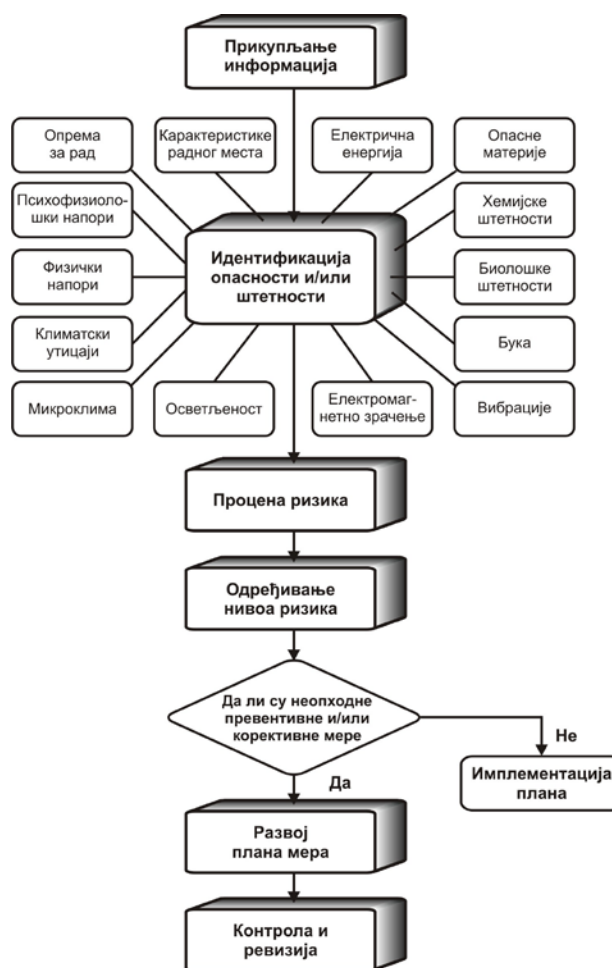 Прикупљање
информација
Опрема
за рад
Карактеристике
радног места
Електрична
енергија
Опасне
материје
Психофизиоло-
шки напори
Хемијске
штетности
Идентификација
опасности и/или
штетности
Физички
напори
Биолошке
штетности
Климатски
утицаји
Бука
Микроклима
Осветљеност
Електромаг-
нетно зрачење
Вибрације
Процена ризика
Одређивање
нивоа ризика
Да ли су неопходне
превентивне и/или
корективне мере
Не
Имплементација
плана
Да
Развој
плана мера
Контрола и
ревизија